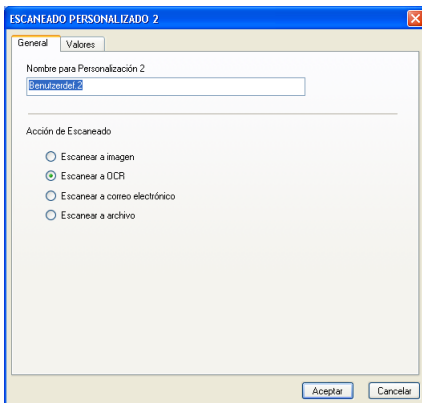 ESCANEADO PERSONALIZADO 2
General Valores
Nombre para Personalización 2
Benutzerdef.2
Acción de Escaneado
Escanear a imagen
Escanear a OCR
Escanear a correo electrónico
Escanear a archivo
Aceptar Cancelar